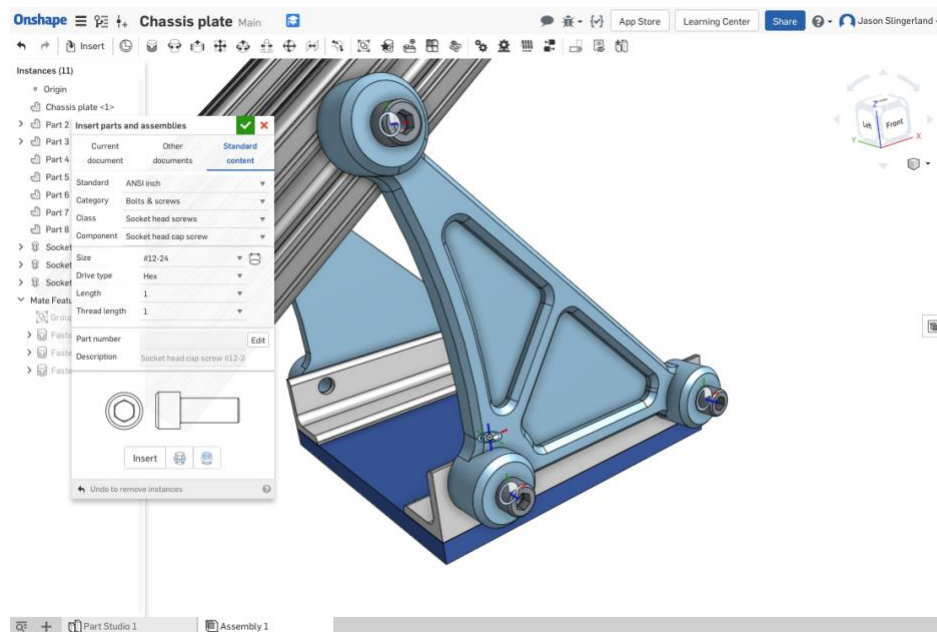 Onshape Chassis plate Main App Store Learning Center Share Jason Slingerland
Insert
Instances (11)
Origin
Chassis plate <1>
Part 2
Part 3
Part 4
Part 5
Part 6
Part 7
Part 8
Socket
Socket
Socket
Mate Featu
Grou
Faste
Faste
Faste
Insert parts and assemblies
Current document
Other documents
Standard content
Standard ANSI inch
Category Bolts & screws
Class Socket head screws
Component Socket head cap screw
Size #12-24
Drive type Hex
Length 1
Thread length 1
Part number Edit
Description Socket head cap screw #12-2
Insert
Undo to remove instances
Z
Left Front
Y X
Part Studio 1 Assembly 1